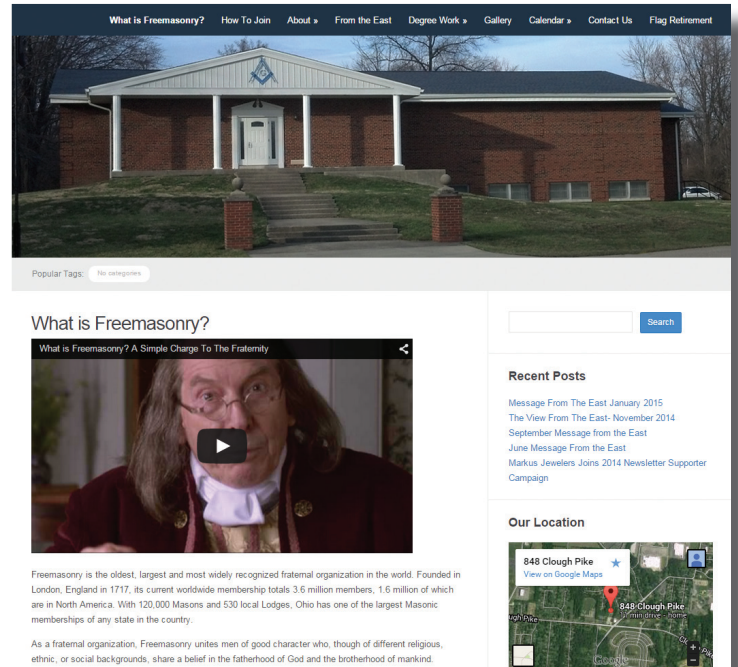 What is Freemasonry? How To Join About » From the East Degree Work » Gallery Calendar » Contact Us Flag Retirement
Popular Tags: No categories
What is Freemasonry?
What is Freemasonry? A Simple Charge To The Fraternity
Freemasonry is the oldest, largest and most widely recognized fraternal organization in the world. Founded in
London, England in 1717, its current worldwide membership totals 3.6 million members, 1.6 million of which
are in North America. With 120,000 Masons and 530 local Lodges, Ohio has one of the largest Masonic
memberships of any state in the country.
As a fraternal organization, Freemasonry unites men of good character who, though of different religious,
ethnic, or social backgrounds, share a belief in the fatherhood of God and the brotherhood of mankind.
Search
Recent Posts
Message From The East January 2015
The View From The East- November 2014
September Message from the East
June Message From the East
Markus Jewelers Joins 2014 Newsletter Supporter
Campaign
Our Location
848 Clough Pike
View on Google Maps
848 Clough Pike
min drive - home
ugh Pike
Clo
Pike
Google